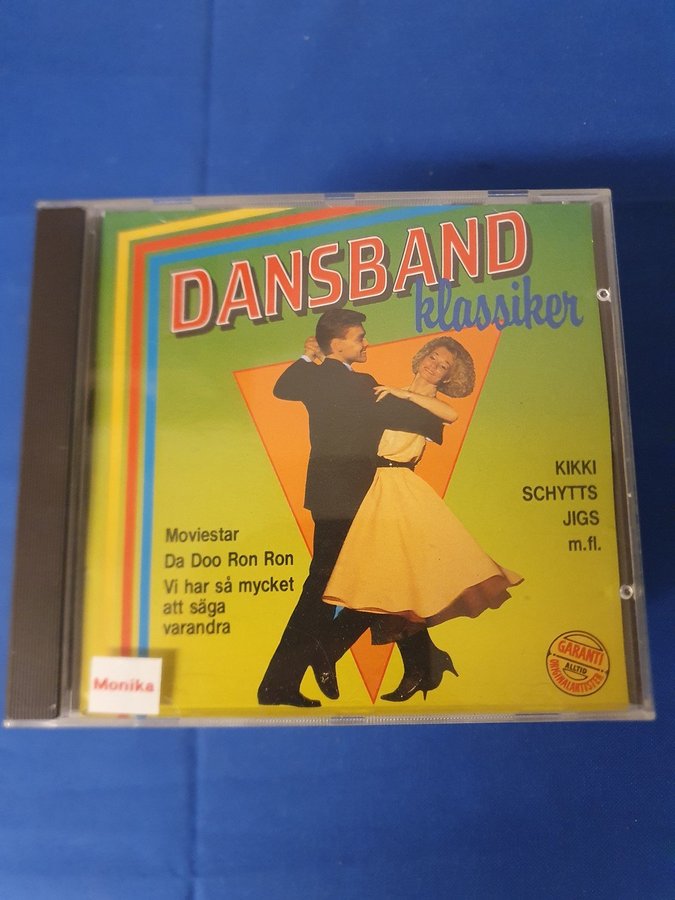 DANSBAND
klassiker
KIKKI
SCHYTTS
JIGS
m.fl.
Moviestar
Da Doo Ron Ron
Vi har så mycket
att säga
varandra
Monika
GARANTI
ALLTID
ORIGINALARTISTER